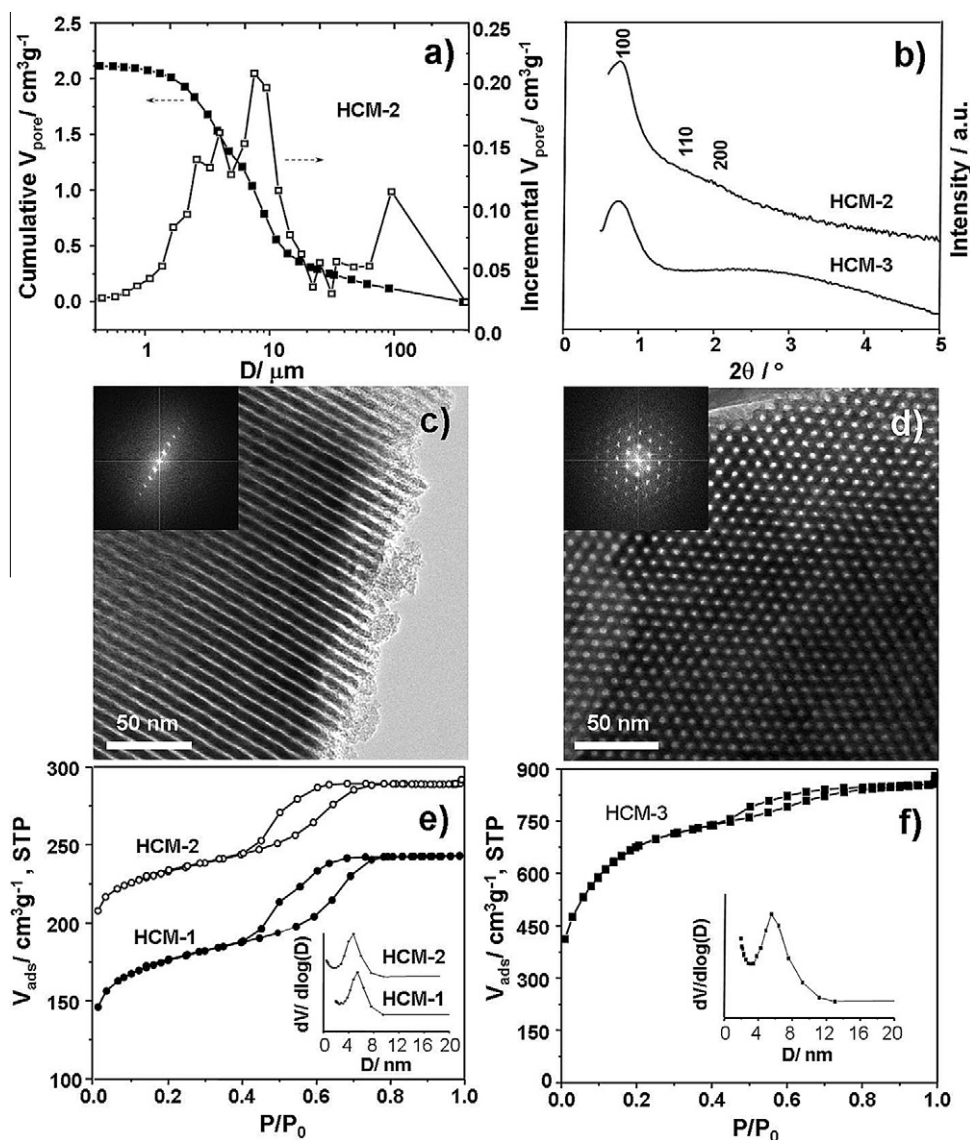 a)
2.5
2.0
1.5
1.0
0.5
0.0
Cumulative Vpore/ cm³g⁻¹
0.25
0.20
0.15
0.10
0.05
0.00
Incremental Vpore/ cm³g⁻¹
HCM-2
1 10 100
D/ μm
b)
100
110
200
HCM-2
HCM-3
Intensity / a.u.
0 1 2 3 4 5
2θ / °
c)
50 nm
d)
50 nm
e)
300
250
200
150
100
Vads/ cm³g⁻¹, STP
HCM-2
HCM-1
dV/ dlog(D)
HCM-2
HCM-1
0 4 8 12 16 20
D/ nm
0.0 0.2 0.4 0.6 0.8 1.0
P/P₀
f)
900
750
600
450
300
150
0
Vads/ cm³g⁻¹, STP
HCM-3
dV/dlog(D)
0 4 8 12 16 20
D/ nm
0.0 0.2 0.4 0.6 0.8 1.0
P/P₀